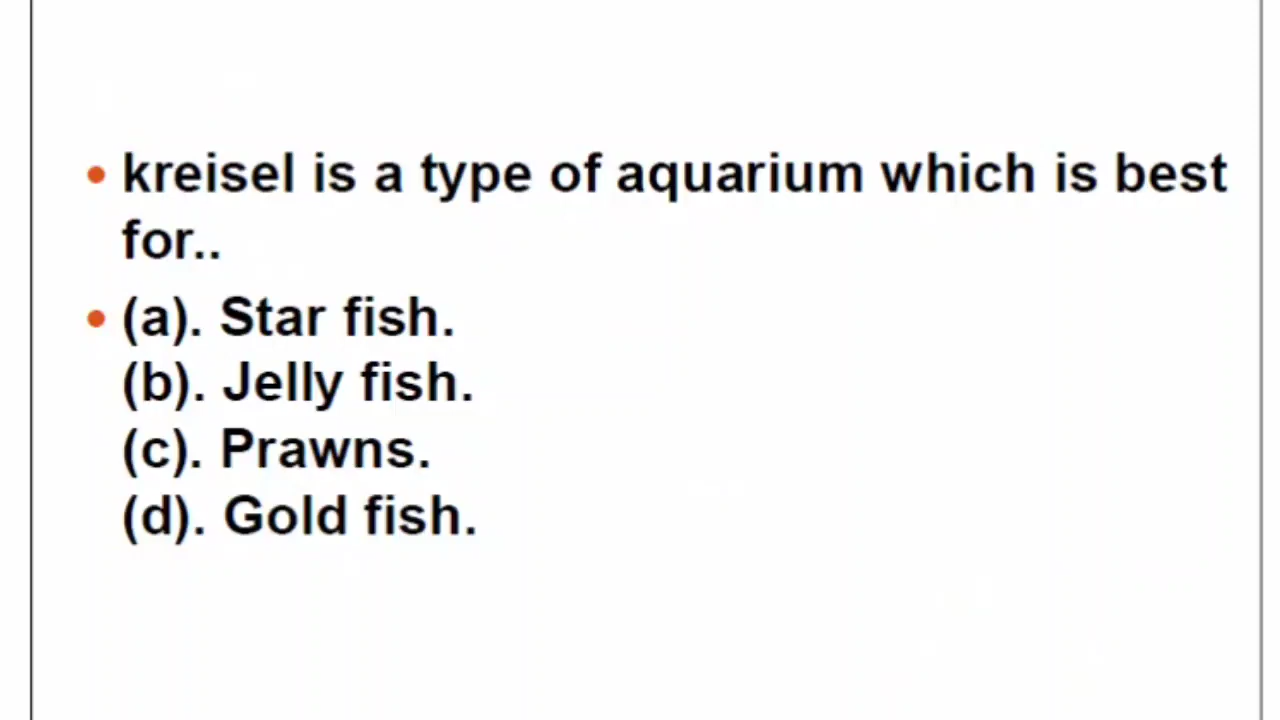 kreisel is a type of aquarium which is best
for..
(a). Star fish.
(b). Jelly fish.
(c). Prawns.
(d). Gold fish.